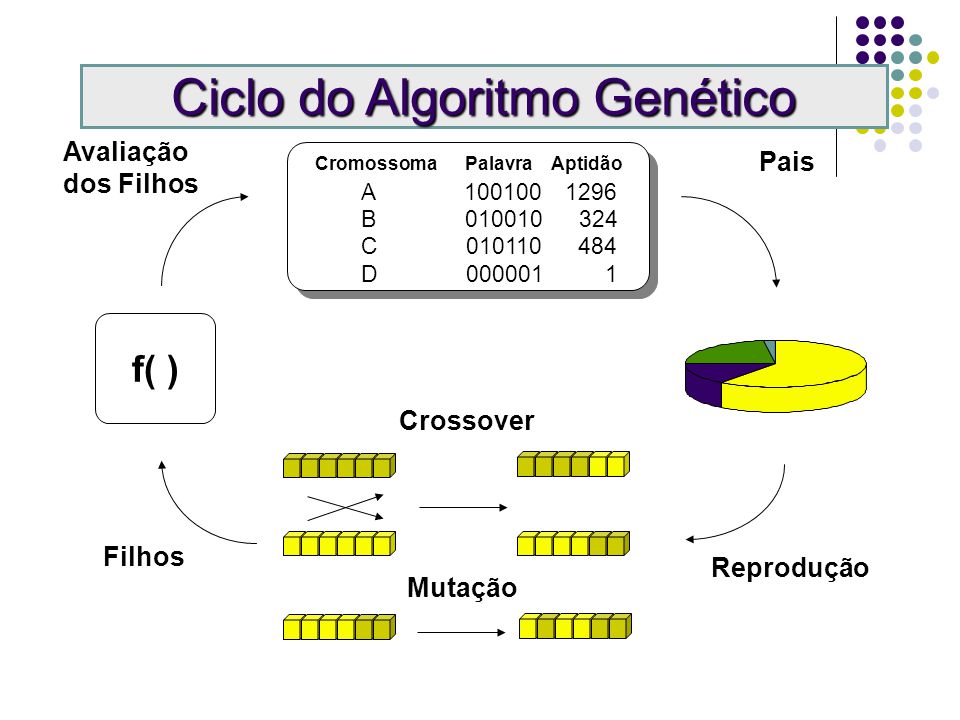 Ciclo do Algoritmo Genético
Avaliação
dos Filhos
Cromossoma Palavra Aptidão
A 100100 1296
B 010010 324
C 010110 484
D 000001 1
Pais
f( )
Crossover
Filhos
Mutação
Reprodução